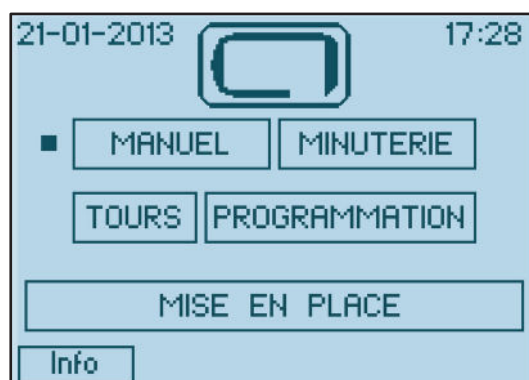 21-01-2013 17:28
MANUEL MINUTERIE
TOURS PROGRAMMATION
MISE EN PLACE
Info